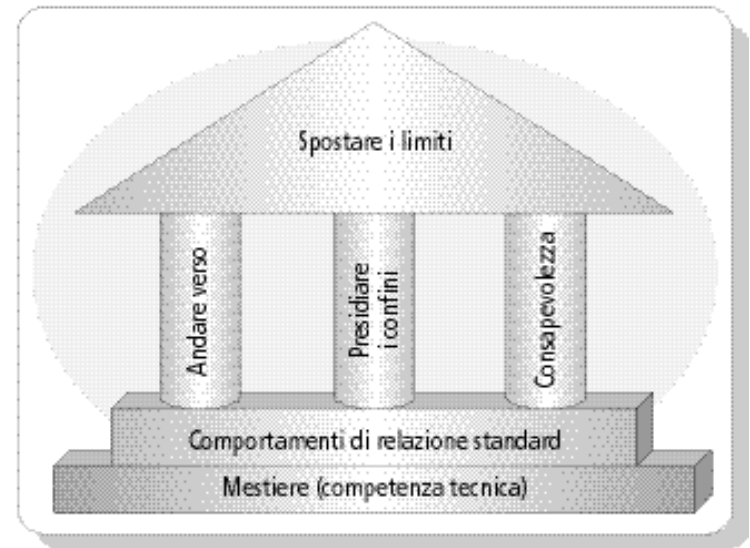 Spostare i limiti
Andare verso
Presidiare
i confini
Consapevolezza
Comportamenti di relazione standard
Mestiere (competenza tecnica)